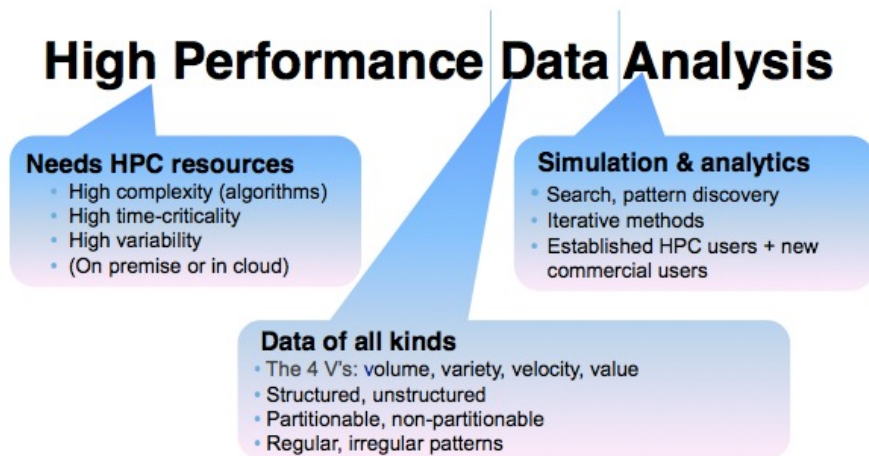 High Performance Data Analysis
Needs HPC resources
• High complexity (algorithms)
• High time-criticality
• High variability
• (On premise or in cloud)
Simulation & analytics
• Search, pattern discovery
• Iterative methods
• Established HPC users + new
commercial users
Data of all kinds
• The 4 V's: volume, variety, velocity, value
• Structured, unstructured
• Partitionable, non-partitionable
• Regular, irregular patterns